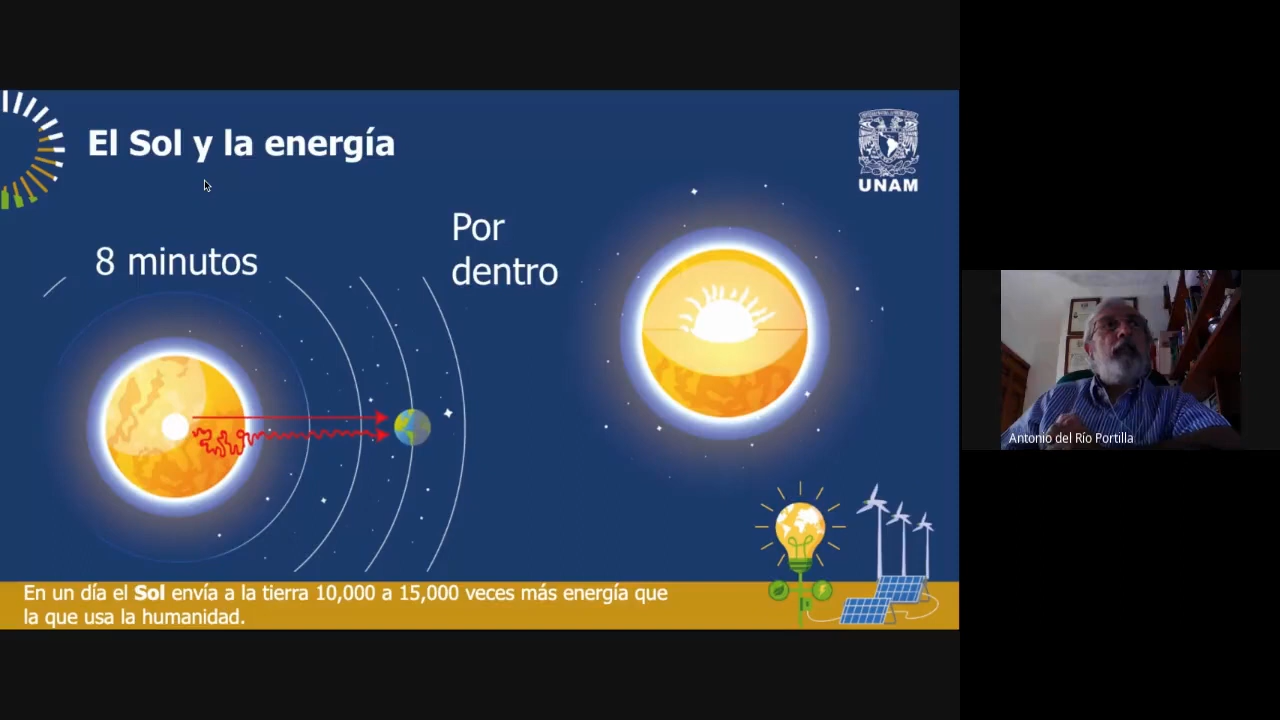 El Sol y la energía
UNAM
8 minutos
Por
dentro
En un día el Sol envía a la tierra 10,000 a 15,000 veces más energía que
la que usa la humanidad.
Antonio del Río Portilla